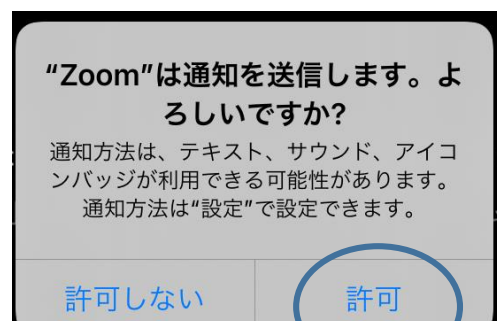 “Zoom”は通知を送信します。よ
ろしいですか?
通知方法は、テキスト、サウンド、アイコ
ンバッジが利用できる可能性があります。
通知方法は“設定”で設定できます。
許可しない
許可